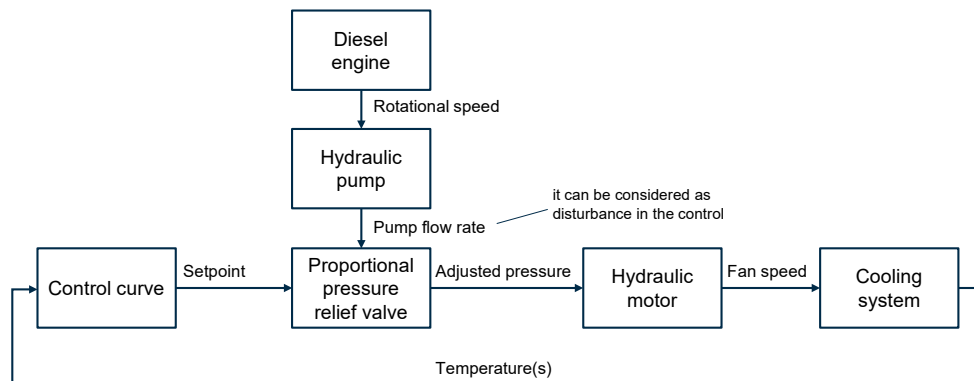 Diesel
engine
Rotational speed
Hydraulic
pump
it can be considered as
disturbance in the control
Pump flow rate
Control curve
Setpoint
Proportional
pressure
relief valve
Adjusted pressure
Hydraulic
motor
Fan speed
Cooling
system
Temperature(s)